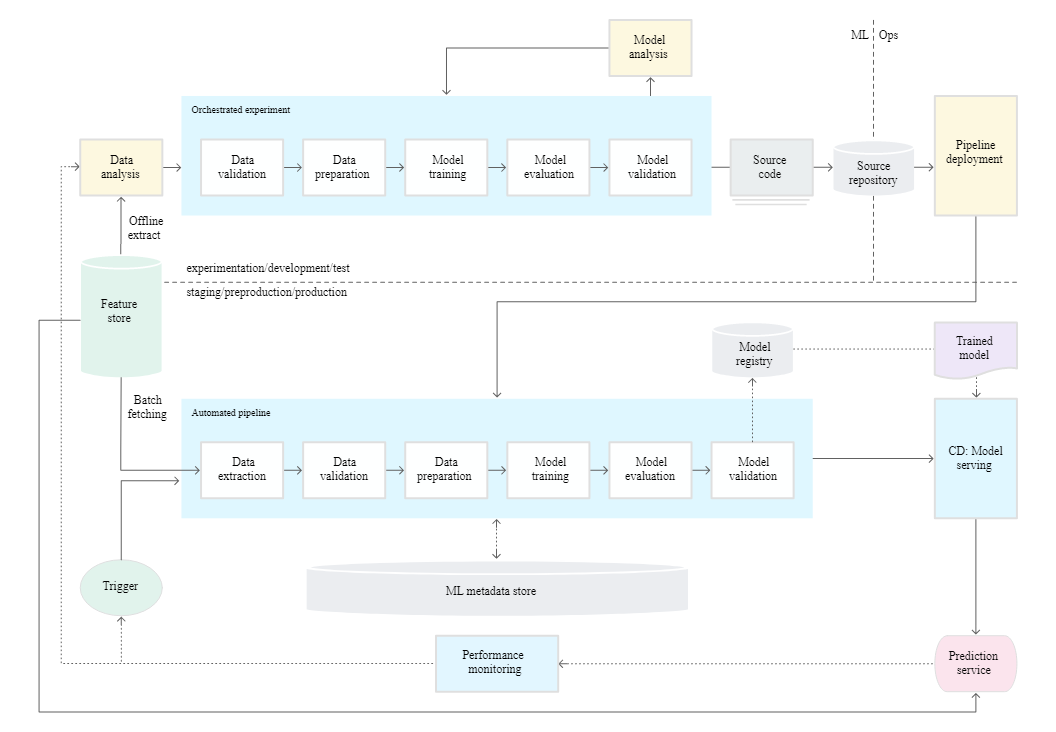 Model
analysis
ML
Ops
Orchestrated experiment
Data
analysis
Data
validation
Data
preparation
Model
training
Model
evaluation
Model
validation
Source
code
Source
repository
Pipeline
deployment
Offline
extract
experimentation/development/test
staging/preproduction/production
Feature
store
Model
registry
Trained
model
Batch
fetching
Automated pipeline
Data
extraction
Data
validation
Data
preparation
Model
training
Model
evaluation
Model
validation
CD: Model
serving
Trigger
ML metadata store
Performance
monitoring
Prediction
service